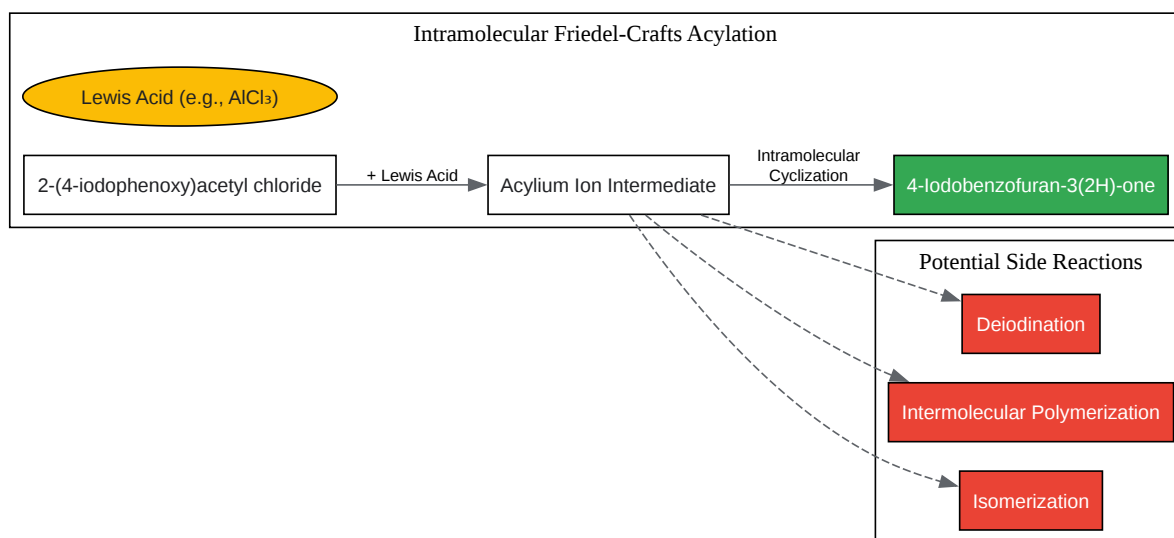 Intramolecular Friedel-Crafts Acylation
Lewis Acid (e.g., AlCl₃)
2-(4-iodophenoxy)acetyl chloride
+ Lewis Acid
Acylium Ion Intermediate
Intramolecular
Cyclization
4-Iodobenzofuran-3(2H)-one
Potential Side Reactions
Deiodination
Intermolecular Polymerization
Isomerization